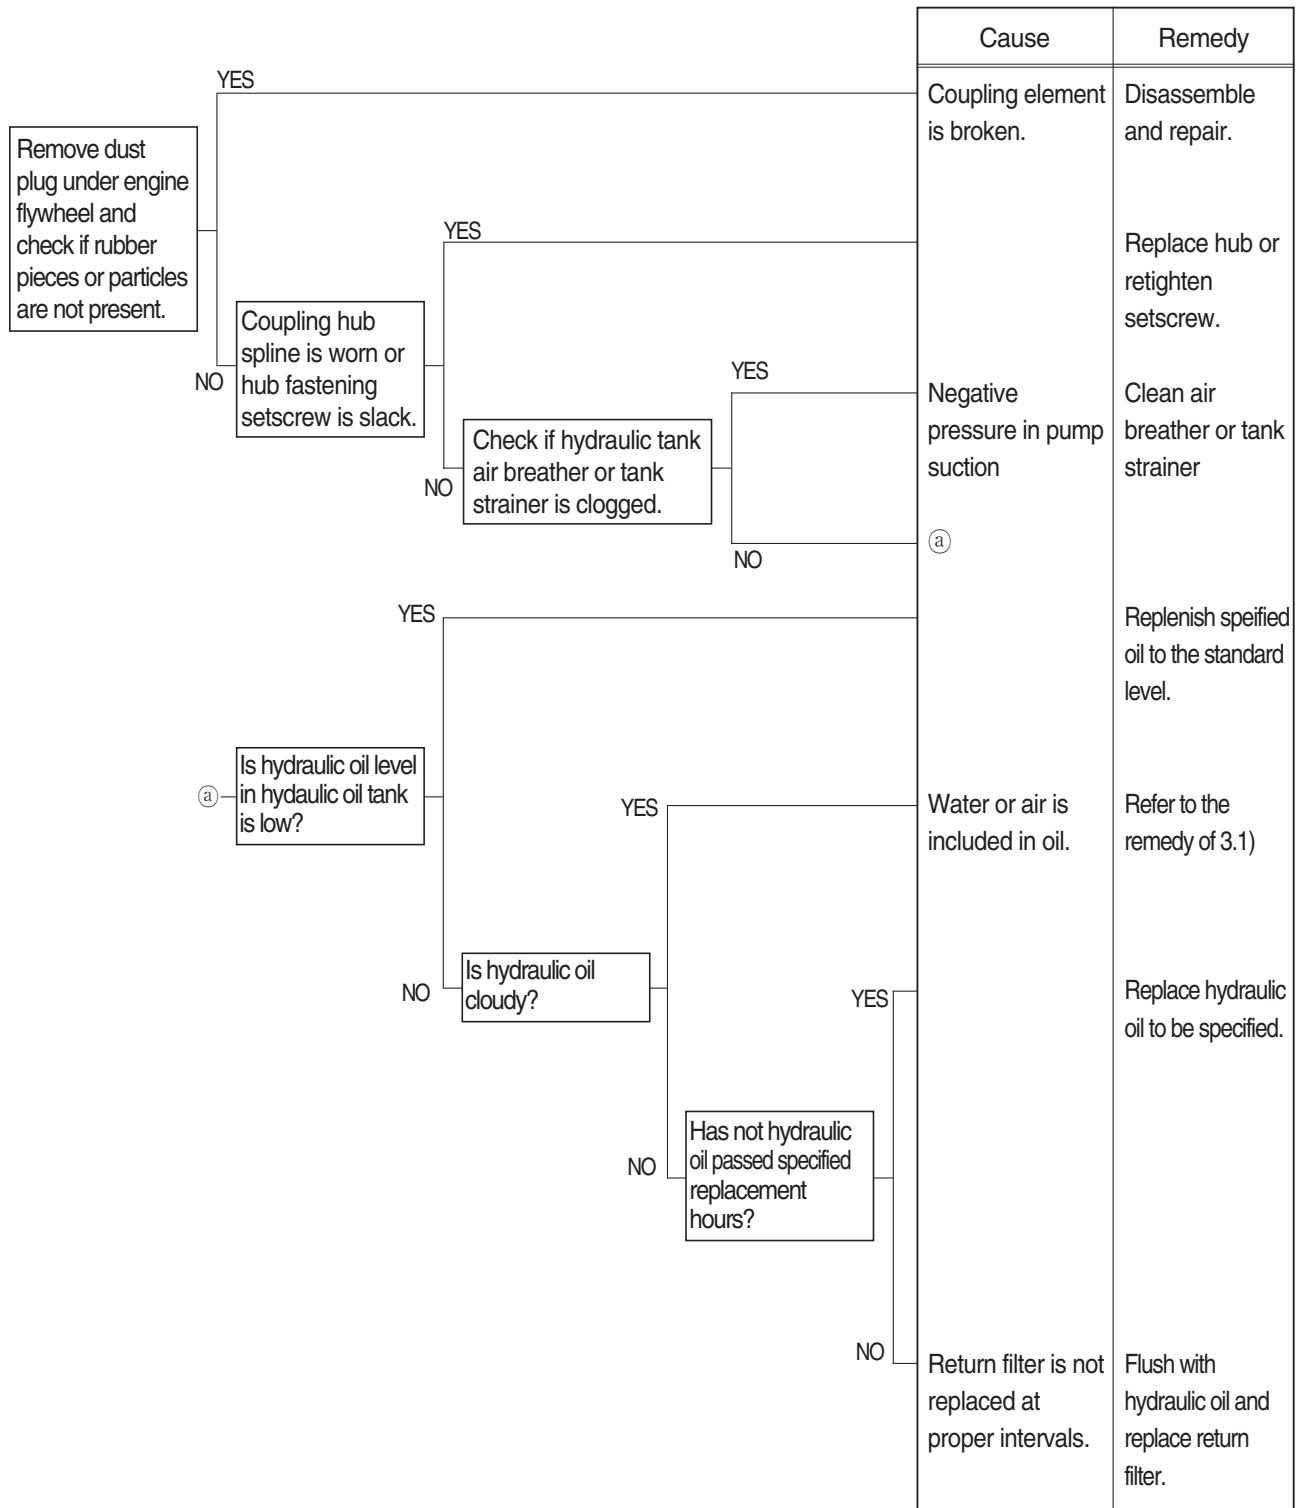 Cause
Remedy
YES
Coupling element
is broken.
Disassemble
and repair.
Remove dust
plug under engine
flywheel and
check if rubber
pieces or particles
are not present.
YES
Replace hub or
retighten
setscrew.
NO
Coupling hub
spline is worn or
hub fastening
setscrew is slack.
YES
Negative
pressure in pump
suction
Clean air
breather or tank
strainer
NO
Check if hydraulic tank
air breather or tank
strainer is clogged.
NO
ⓐ
YES
Replenish speified
oil to the standard
level.
ⓐ
Is hydraulic oil level
in hydaulic oil tank
is low?
YES
Water or air is
included in oil.
Refer to the
remedy of 3.1)
NO
Is hydraulic oil
cloudy?
YES
Replace hydraulic
oil to be specified.
NO
Has not hydraulic
oil passed specified
replacement
hours?
NO
Return filter is not
replaced at
proper intervals.
Flush with
hydraulic oil and
replace return
filter.